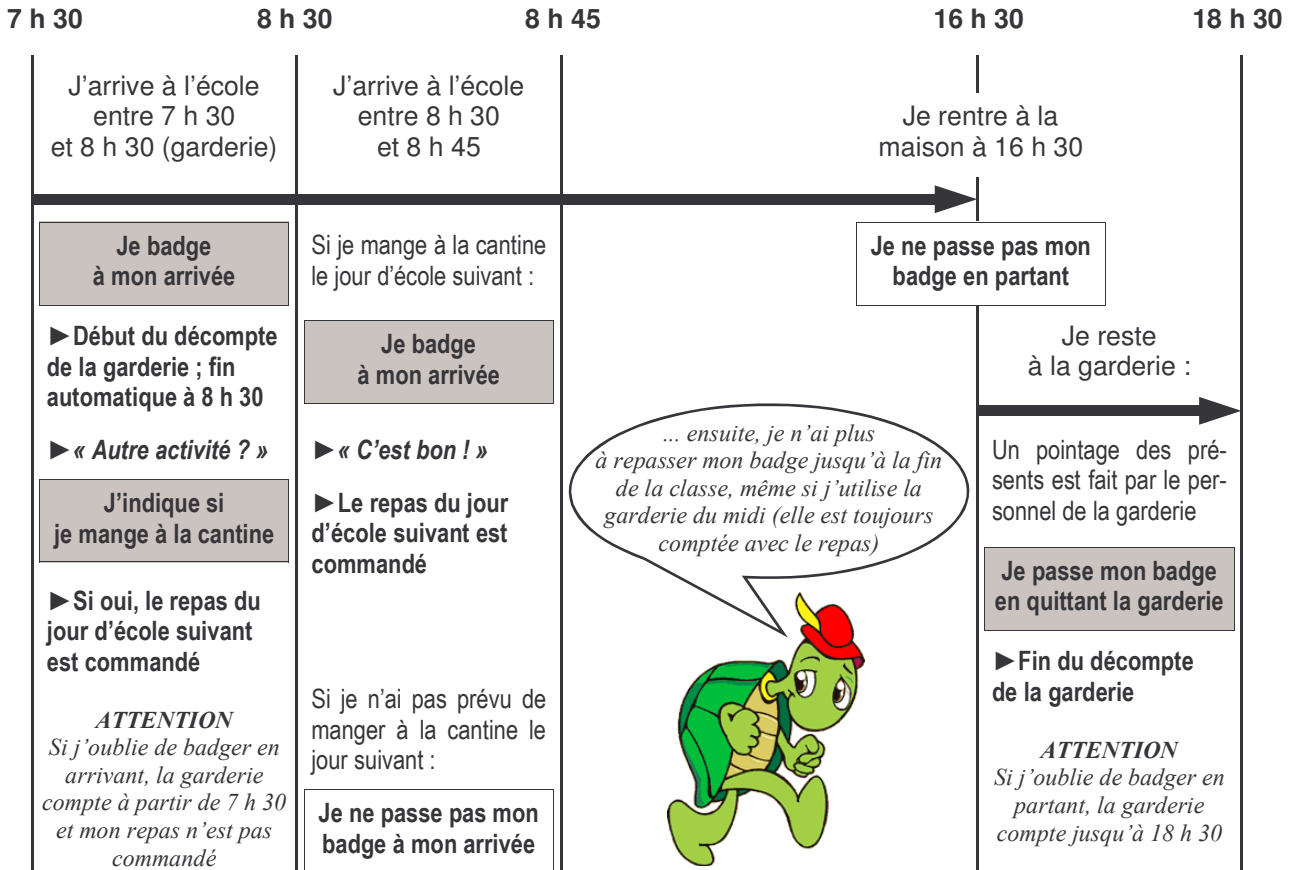 7 h 30
8 h 30
8 h 45
16 h 30
18 h 30
J’arrive à l’école
entre 7 h 30
et 8 h 30 (garderie)
Je badge
à mon arrivée
►Début du décompte
de la garderie ; fin
automatique à 8 h 30
►« Autre activité ? »
J’indique si
je mange à la cantine
►Si oui, le repas du
jour d’école suivant
est commandé
ATTENTION
Si j’oublie de badger en
arrivant, la garderie
compte à partir de 7 h 30
et mon repas n’est pas
commandé
J’arrive à l’école
entre 8 h 30
et 8 h 45
Si je mange à la cantine
le jour d’école suivant :
Je badge
à mon arrivée
►« C’est bon ! »
►Le repas du jour
d’école suivant est
commandé
Si je n’ai pas prévu de
manger à la cantine le
jour suivant :
Je ne passe pas mon
badge à mon arrivée
... ensuite, je n’ai plus
à repasser mon badge jusqu’à la fin
de la classe, même si j’utilise la
garderie du midi (elle est toujours
comptée avec le repas)
Je rentre à la
maison à 16 h 30
Je ne passe pas mon
badge en partant
Je reste
à la garderie :
Un pointage des pré-
sents est fait par le per-
sonnel de la garderie
Je passe mon badge
en quittant la garderie
►Fin du décompte
de la garderie
ATTENTION
Si j’oublie de badger en
partant, la garderie
compte jusqu’à 18 h 30